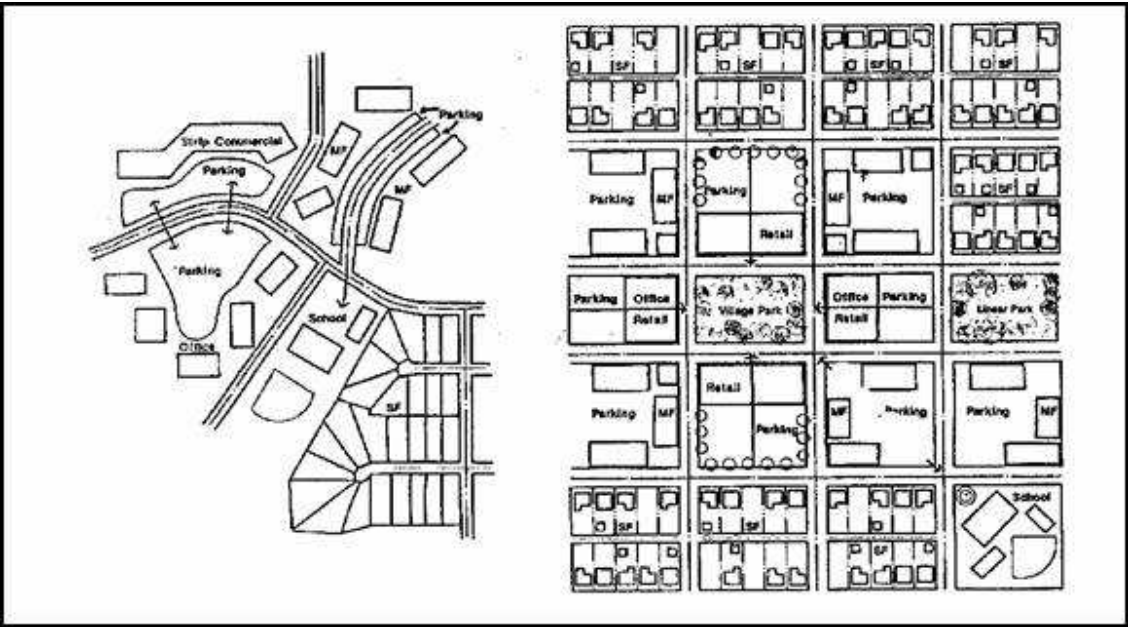 Parking
Strip Commercial
MF
Parking
MF
Parking
School
Office
SF
SF
SF
SF
SF
Parking
MF
Parking
MF
Parking
SF
Retail
Parking
Office
Retail
Village Park
Office
Parking
Retail
Linear Park
Retail
Parking
MF
Parking
MF
Parking
Parking
MF
SF
SF
SF
School